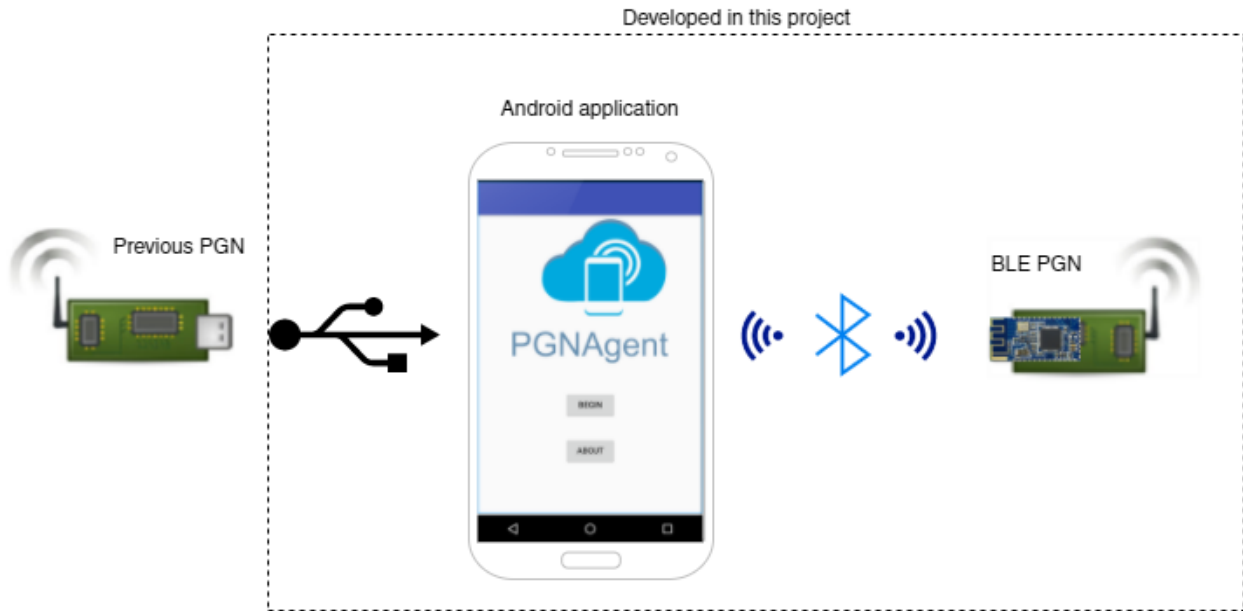 Developed in this project
Android application
Previous PGN
BLE PGN
PGNAgent
BEGIN
ABOUT